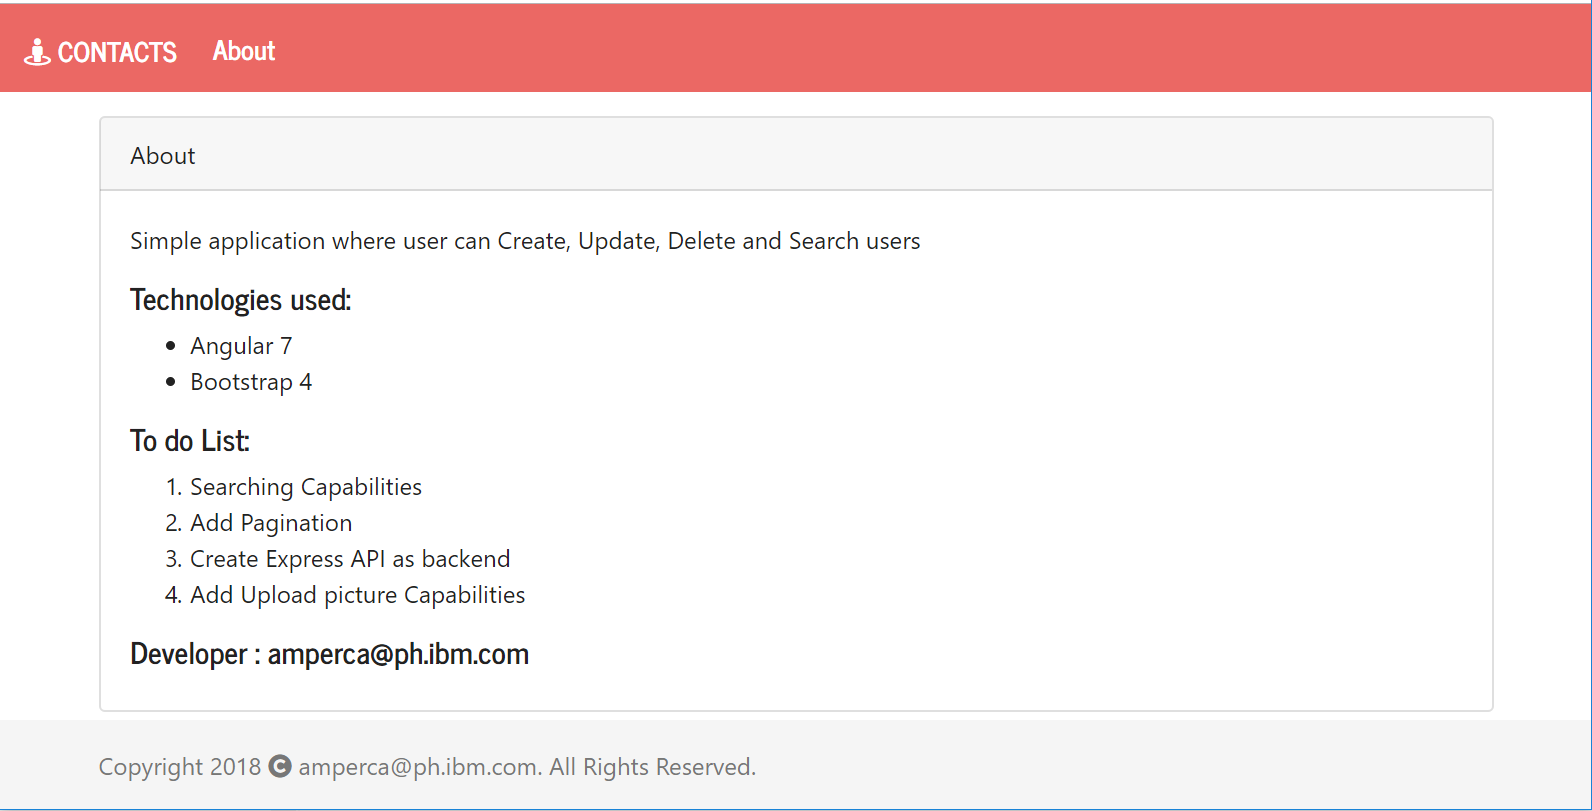 CONTACTS About
About
Simple application where user can Create, Update, Delete and Search users
Technologies used:
• Angular 7
• Bootstrap 4
To do List:
1. Searching Capabilities
2. Add Pagination
3. Create Express API as backend
4. Add Upload picture Capabilities
Developer : amperca@ph.ibm.com
Copyright 2018 © amperca@ph.ibm.com. All Rights Reserved.